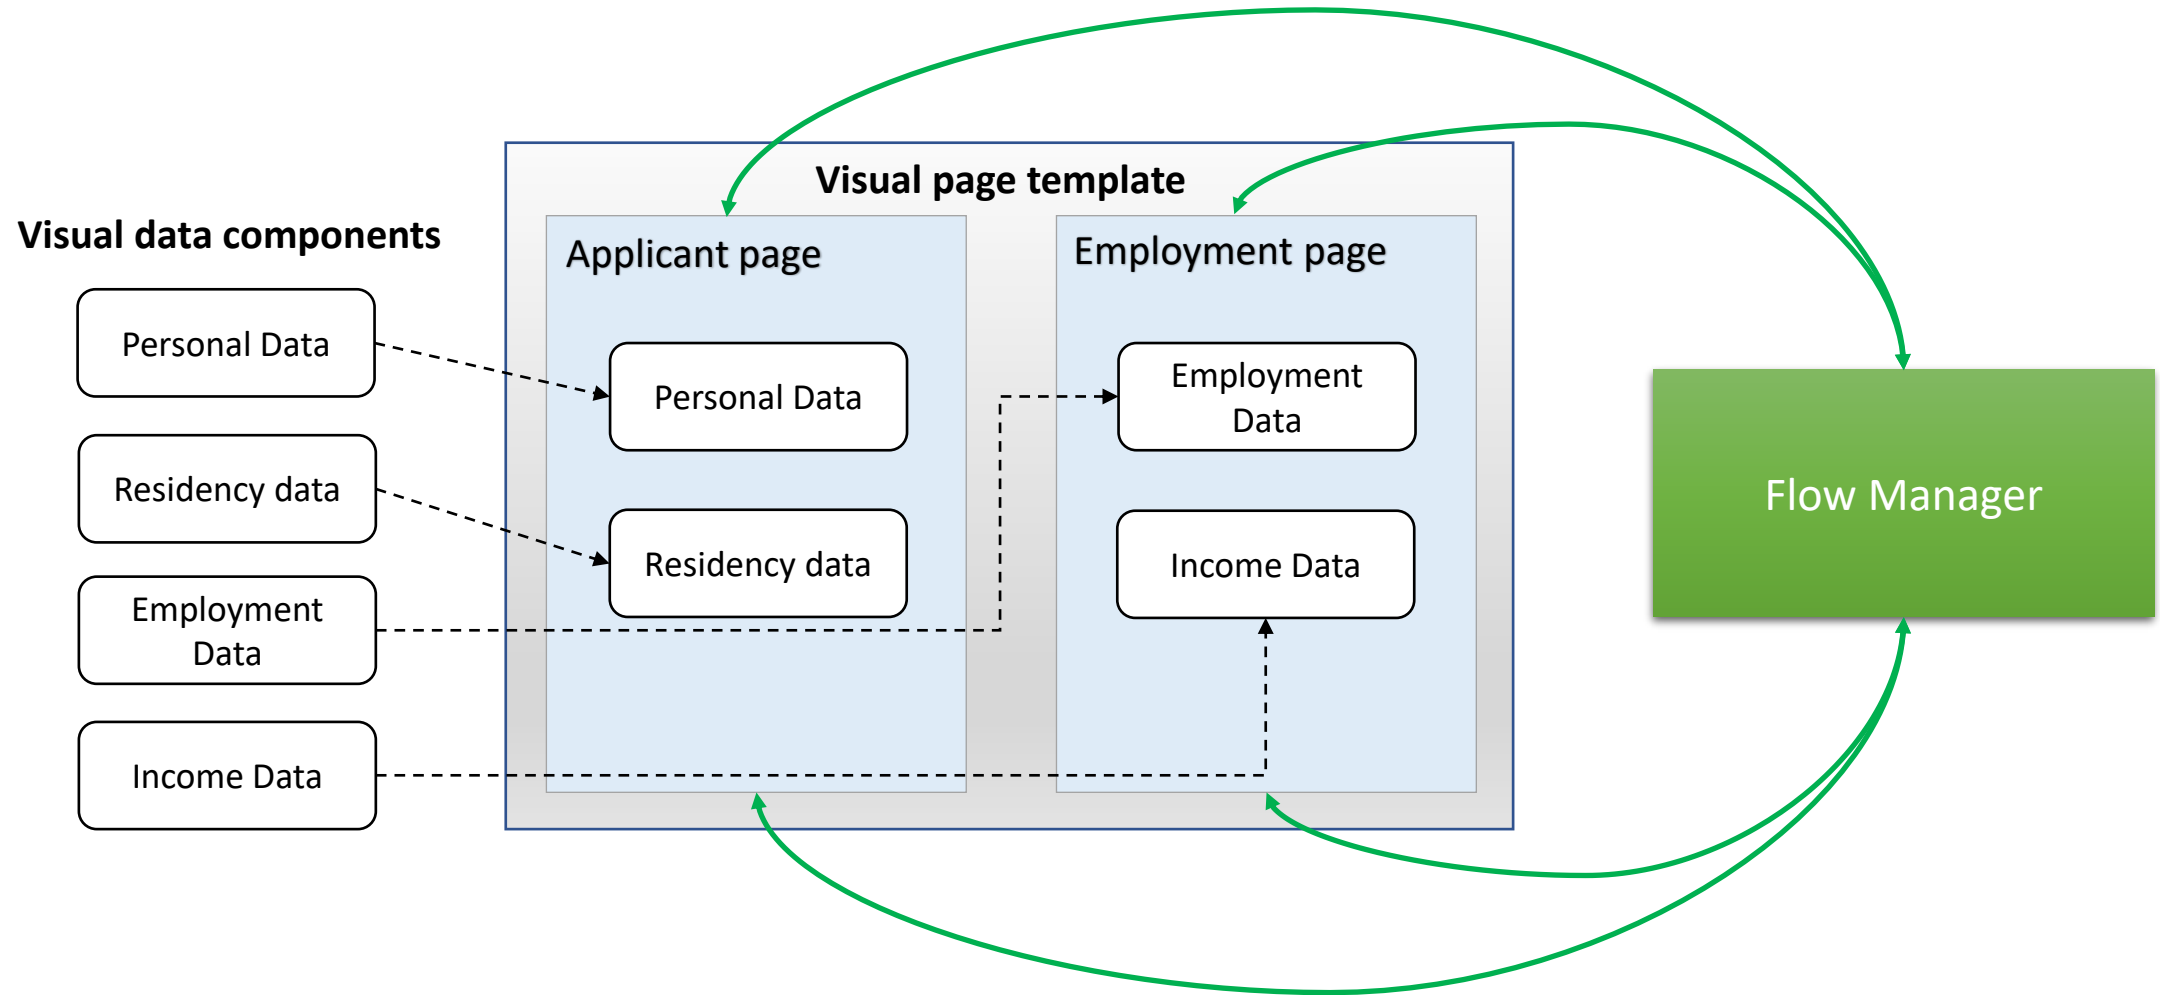 Visual data components
Personal Data
Residency data
Employment
Data
Income Data
Visual page template
Applicant page
Personal Data
Residency data
Employment page
Employment
Data
Income Data
Flow Manager